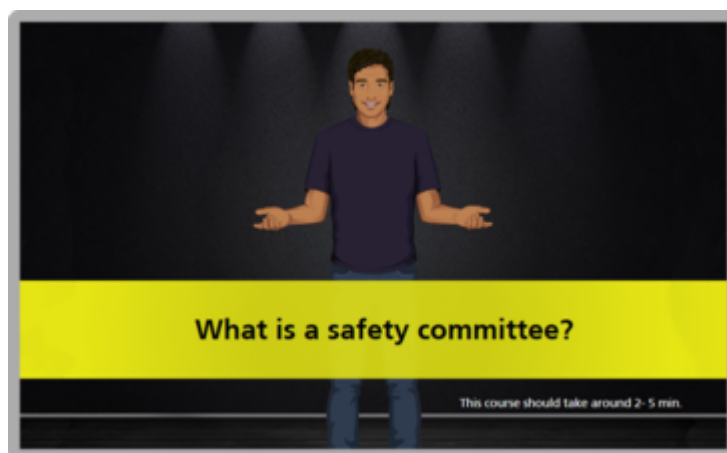 What is a safety committee?
This course should take around 2- 5 min.